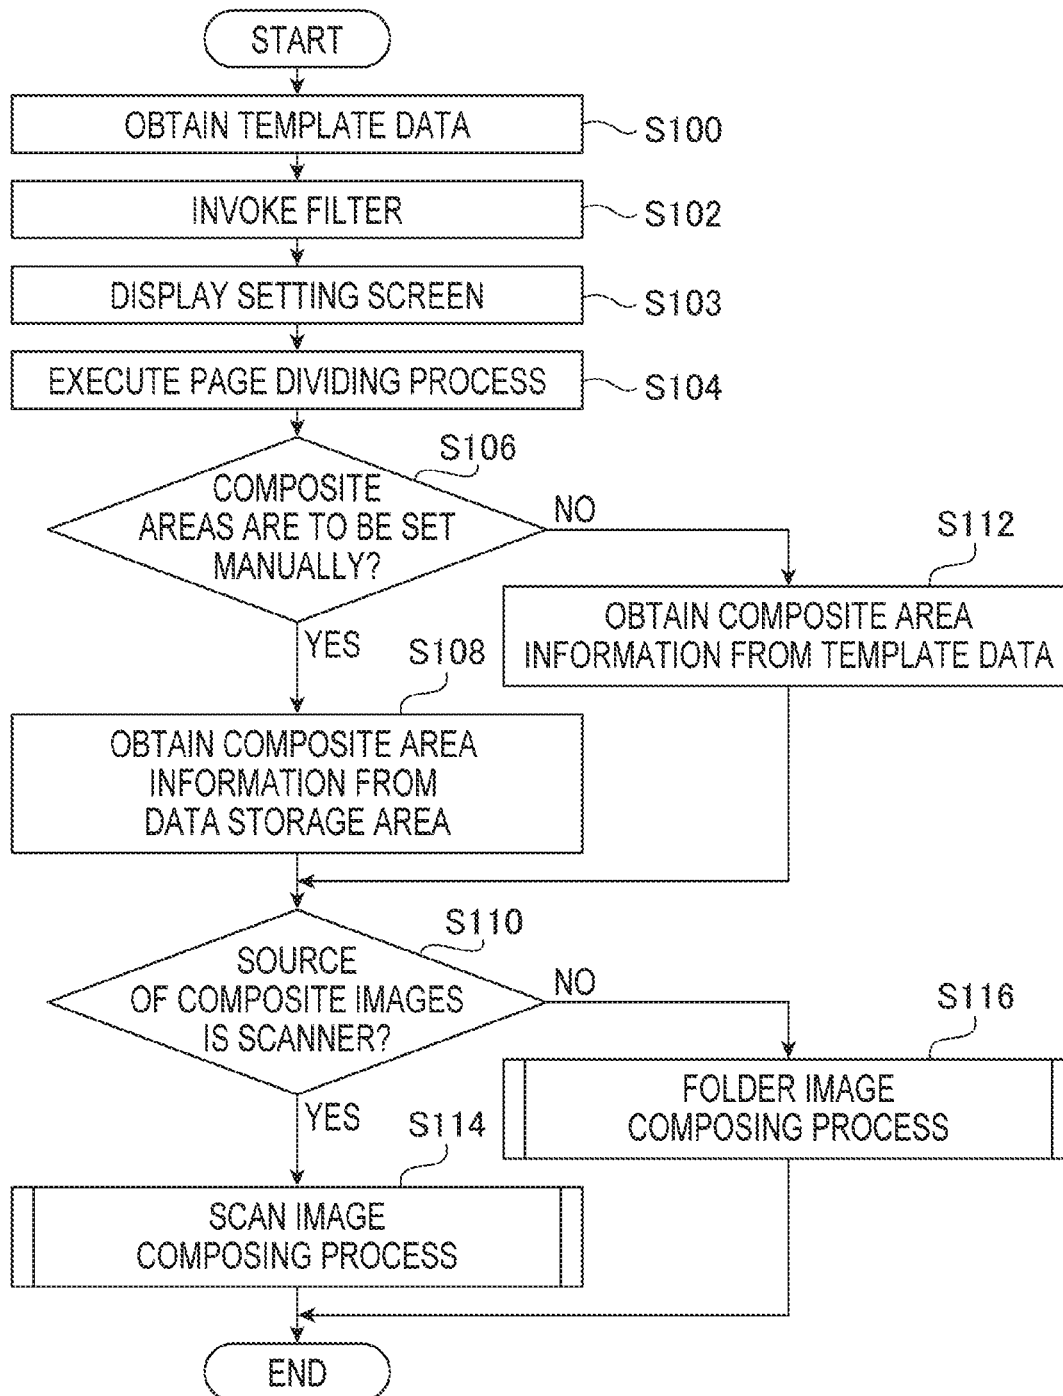 START
OBTAIN TEMPLATE DATA
S100
INVOKE FILTER
S102
DISPLAY SETTING SCREEN
S103
EXECUTE PAGE DIVIDING PROCESS
S104
S106
COMPOSITE
AREAS ARE TO BE SET
MANUALLY?
NO
YES
S112
OBTAIN COMPOSITE AREA
INFORMATION FROM TEMPLATE DATA
S108
OBTAIN COMPOSITE AREA
INFORMATION FROM
DATA STORAGE AREA
S110
SOURCE
OF COMPOSITE IMAGES
IS SCANNER?
NO
YES
S116
FOLDER IMAGE
COMPOSING PROCESS
S114
SCAN IMAGE
COMPOSING PROCESS
END